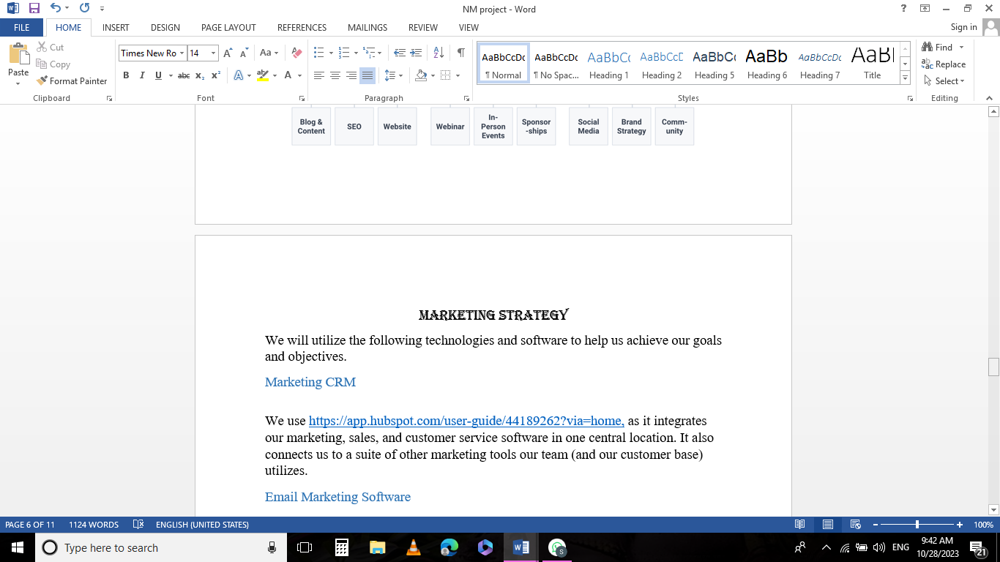 NM project - Word
?
FILE
HOME
INSERT
DESIGN
PAGE LAYOUT
REFERENCES
MAILINGS
REVIEW
VIEW
Sign in
Paste
Cut
Copy
Format Painter
Clipboard
Times New Ro
14
Aa
B I U abc x₂ x²
A
ab
A
Font
Paragraph
AaBbCcDc
¶ Normal
AaBbCcDc
¶ No Spac...
AaBbCc
Heading 1
AaBbCcD
Heading 2
AaBbCc
Heading 5
AaBb
Heading 6
AaBbCcDc
Heading 7
AaB
Title
Styles
Find
Replace
Select
Editing
Blog &
Content
SEO
Website
Webinar
In-
Person
Events
Sponsor
-ships
Social
Media
Brand
Strategy
Comm-
unity
MARKETING STRATEGY
We will utilize the following technologies and software to help us achieve our goals
and objectives.
Marketing CRM
We use https://app.hubspot.com/user-guide/44189262?via=home, as it integrates
our marketing, sales, and customer service software in one central location. It also
connects us to a suite of other marketing tools our team (and our customer base)
utilizes.
Email Marketing Software
PAGE 6 OF 11
1124 WORDS
ENGLISH (UNITED STATES)
100%
Type here to search
ENG
9:42 AM
10/28/2023
21